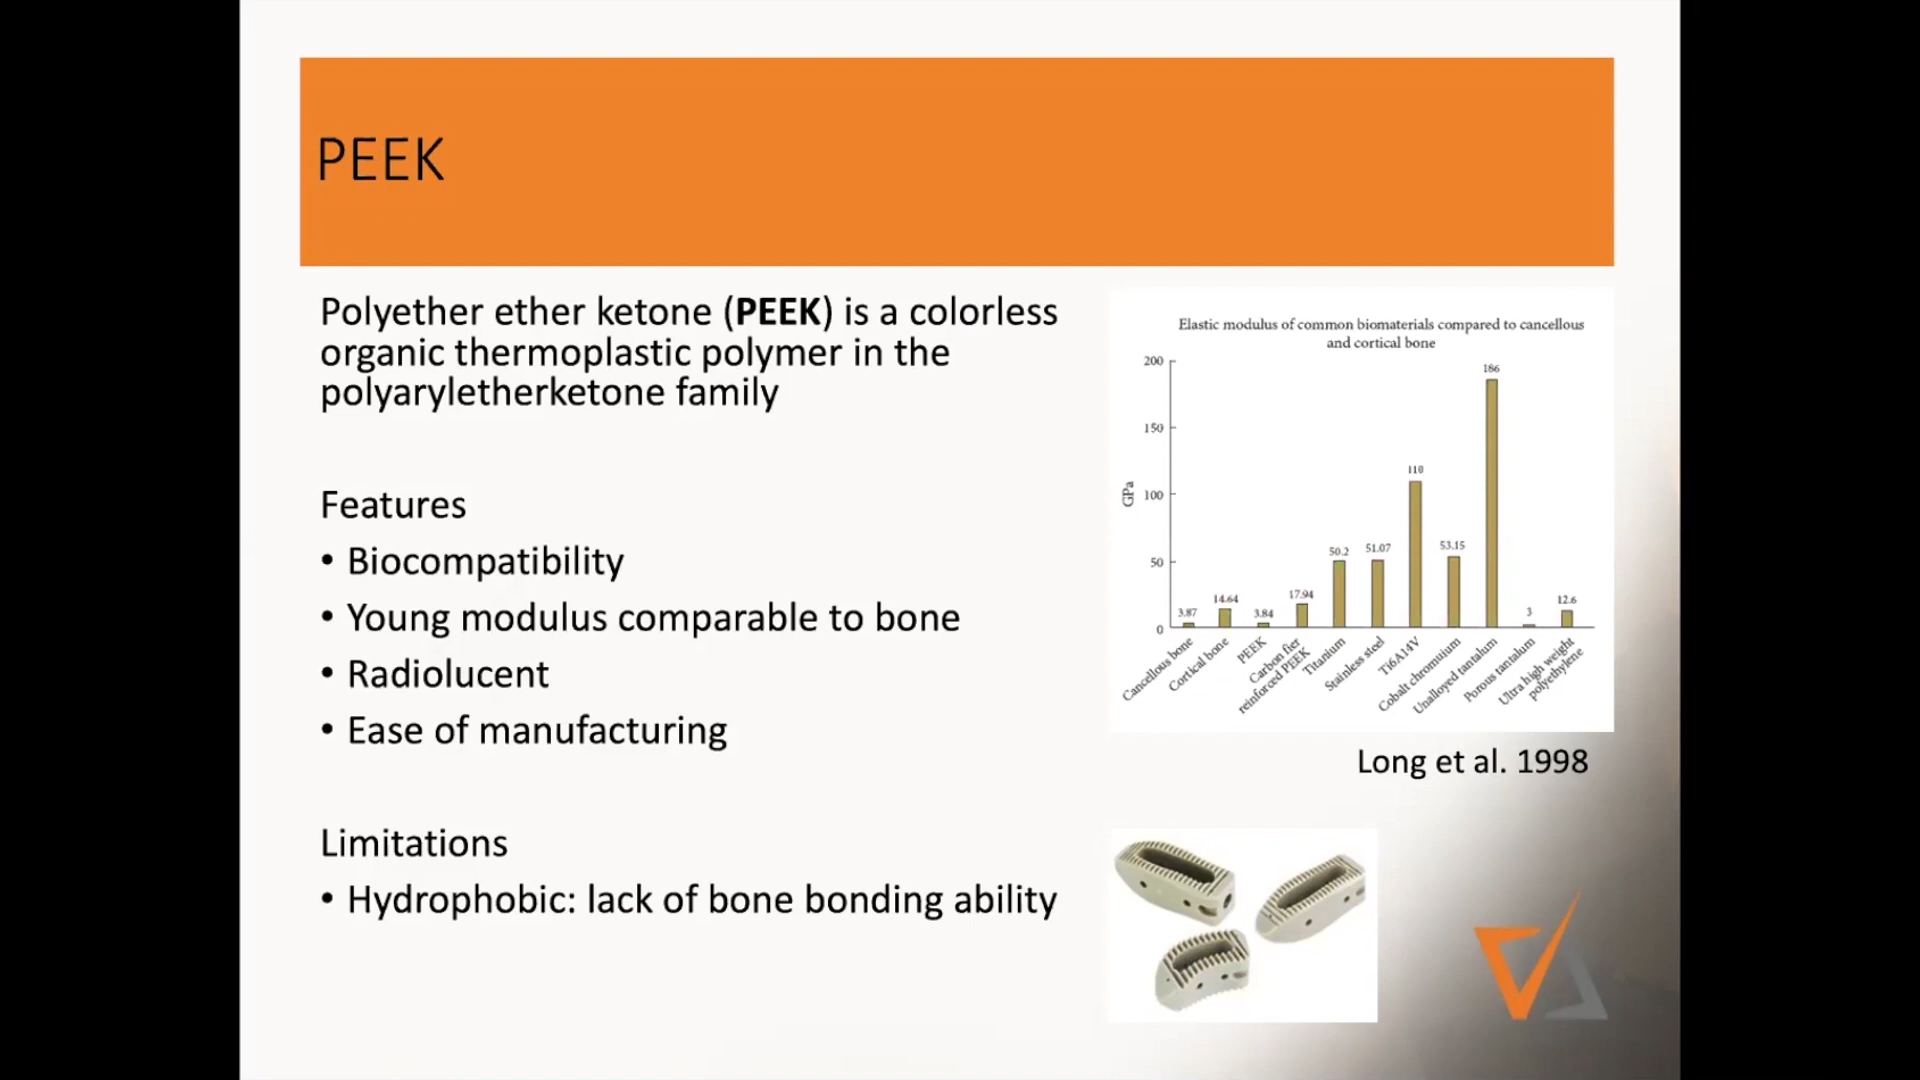 PEEK
Polyether ether ketone (PEEK) is a colorless
organic thermoplastic polymer in the
polyaryletherketone family
Features
• Biocompatibility
• Young modulus comparable to bone
• Radiolucent
• Ease of manufacturing
Limitations
• Hydrophobic: lack of bone bonding ability
Elastic modulus of common biomaterials compared to cancellous
and cortical bone
GPa
200
150
100
50
0
3.87
14.64
3.84
17.94
50.2
51.07
110
53.15
186
3
12.6
Cancellous bone
Cortical bone
PEEK
Carbon fier
reinforced PEEK
Titanium
Stainless steel
Ti6A14V
Cobalt chromuium
Unalloyed tantalum
Porous tantalum
Ultra high weight
polyethylene
Long et al. 1998